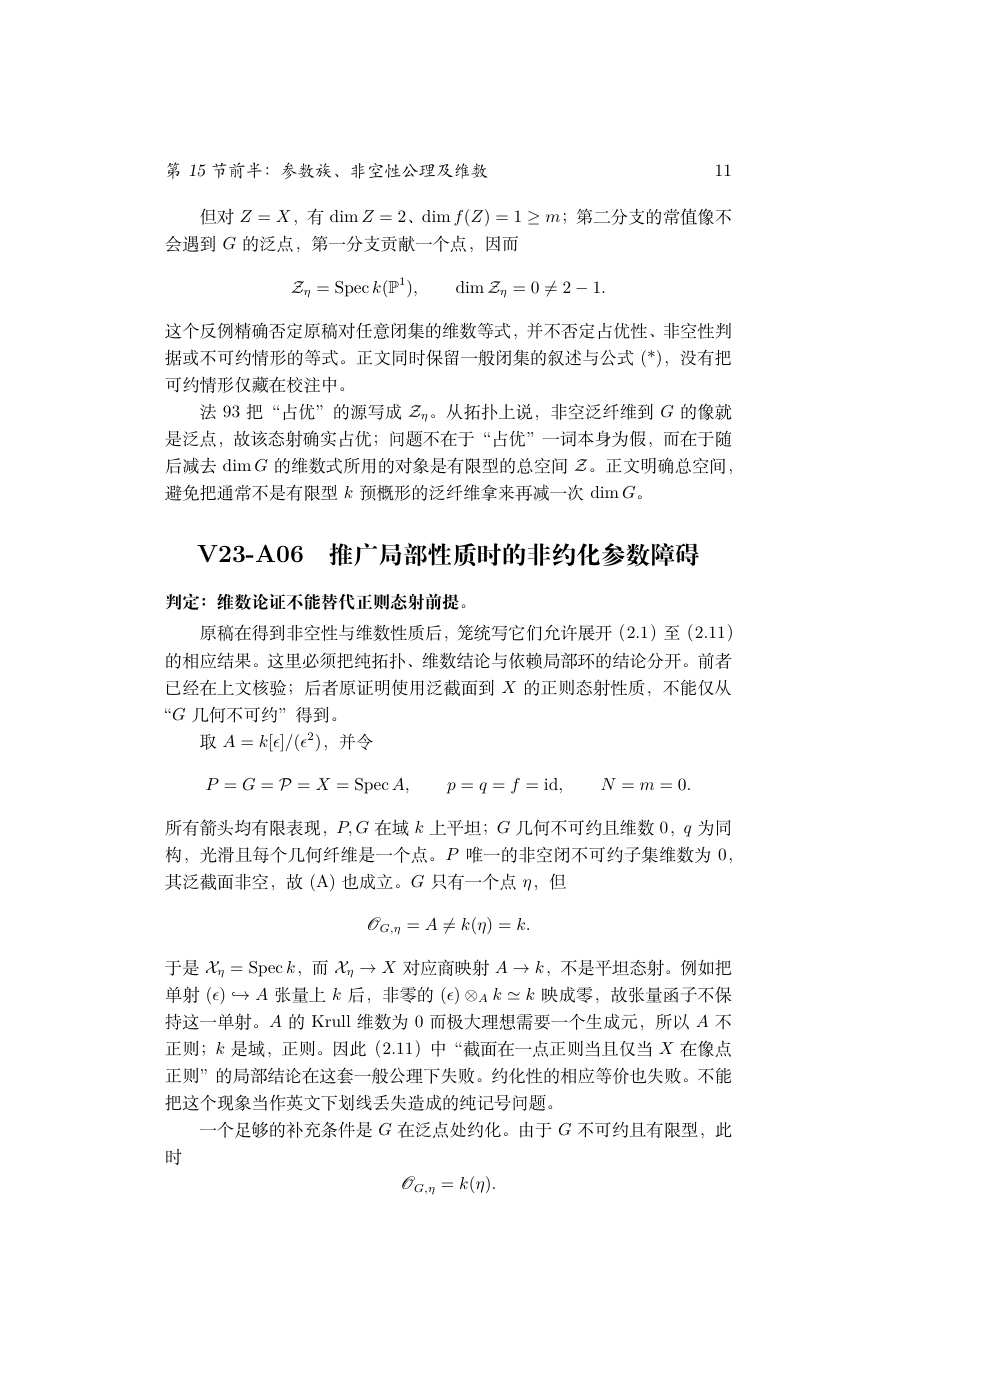 第 15 节前半：参数族、非空性公理及维数 11
但对 Z = X，有 dim Z = 2、dim f(Z) = 1 ≥ m；第二分支的常值像不
会遇到 G 的泛点，第一分支贡献一个点，因而
𝒵_η = Spec k(ℙ¹), dim 𝒵_η = 0 ≠ 2 − 1.
这个反例精确否定原稿对任意闭集的维数等式，并不否定占优性、非空性判
据或不可约情形的等式。正文同时保留一般闭集的叙述与公式 (*)，没有把
可约情形仅藏在校注中。
法 93 把“占优”的源写成 𝒵_η。从拓扑上说，非空泛纤维到 G 的像就
是泛点，故该态射确实占优；问题不在于“占优”一词本身为假，而在于随
后减去 dim G 的维数式所用的对象是有限型的总空间 𝒵。正文明确总空间，
避免把通常不是有限型 k 预概形的泛纤维拿来再减一次 dim G。
V23-A06 推广局部性质时的非约化参数障碍
判定：维数论证不能替代正则态射前提。
原稿在得到非空性与维数性质后，笼统写它们允许展开 (2.1) 至 (2.11)
的相应结果。这里必须把纯拓扑、维数结论与依赖局部环的结论分开。前者
已经在上文核验；后者原证明使用泛截面到 X 的正则态射性质，不能仅从
“G 几何不可约”得到。
取 A = k[ϵ]/(ϵ²)，并令
P = G = 𝒫 = X = Spec A, p = q = f = id, N = m = 0.
所有箭头均有限表现，P, G 在域 k 上平坦；G 几何不可约且维数 0，q 为同
构，光滑且每个几何纤维是一个点。P 唯一的非空闭不可约子集维数为 0，
其泛截面非空，故 (A) 也成立。G 只有一个点 η，但
𝒪_{G,η} = A ≠ k(η) = k.
于是 𝒳_η = Spec k，而 𝒳_η → X 对应商映射 A → k，不是平坦态射。例如把
单射 (ϵ) ↪ A 张量上 k 后，非零的 (ϵ) ⊗_A k ≃ k 映成零，故张量函子不保
持这一单射。A 的 Krull 维数为 0 而极大理想需要一个生成元，所以 A 不
正则；k 是域，正则。因此 (2.11) 中“截面在一点正则当且仅当 X 在像点
正则”的局部结论在这套一般公理下失败。约化性的相应等价也失败。不能
把这个现象当作英文下划线丢失造成的纯记号问题。
一个足够的补充条件是 G 在泛点处约化。由于 G 不可约且有限型，此
时
𝒪_{G,η} = k(η).